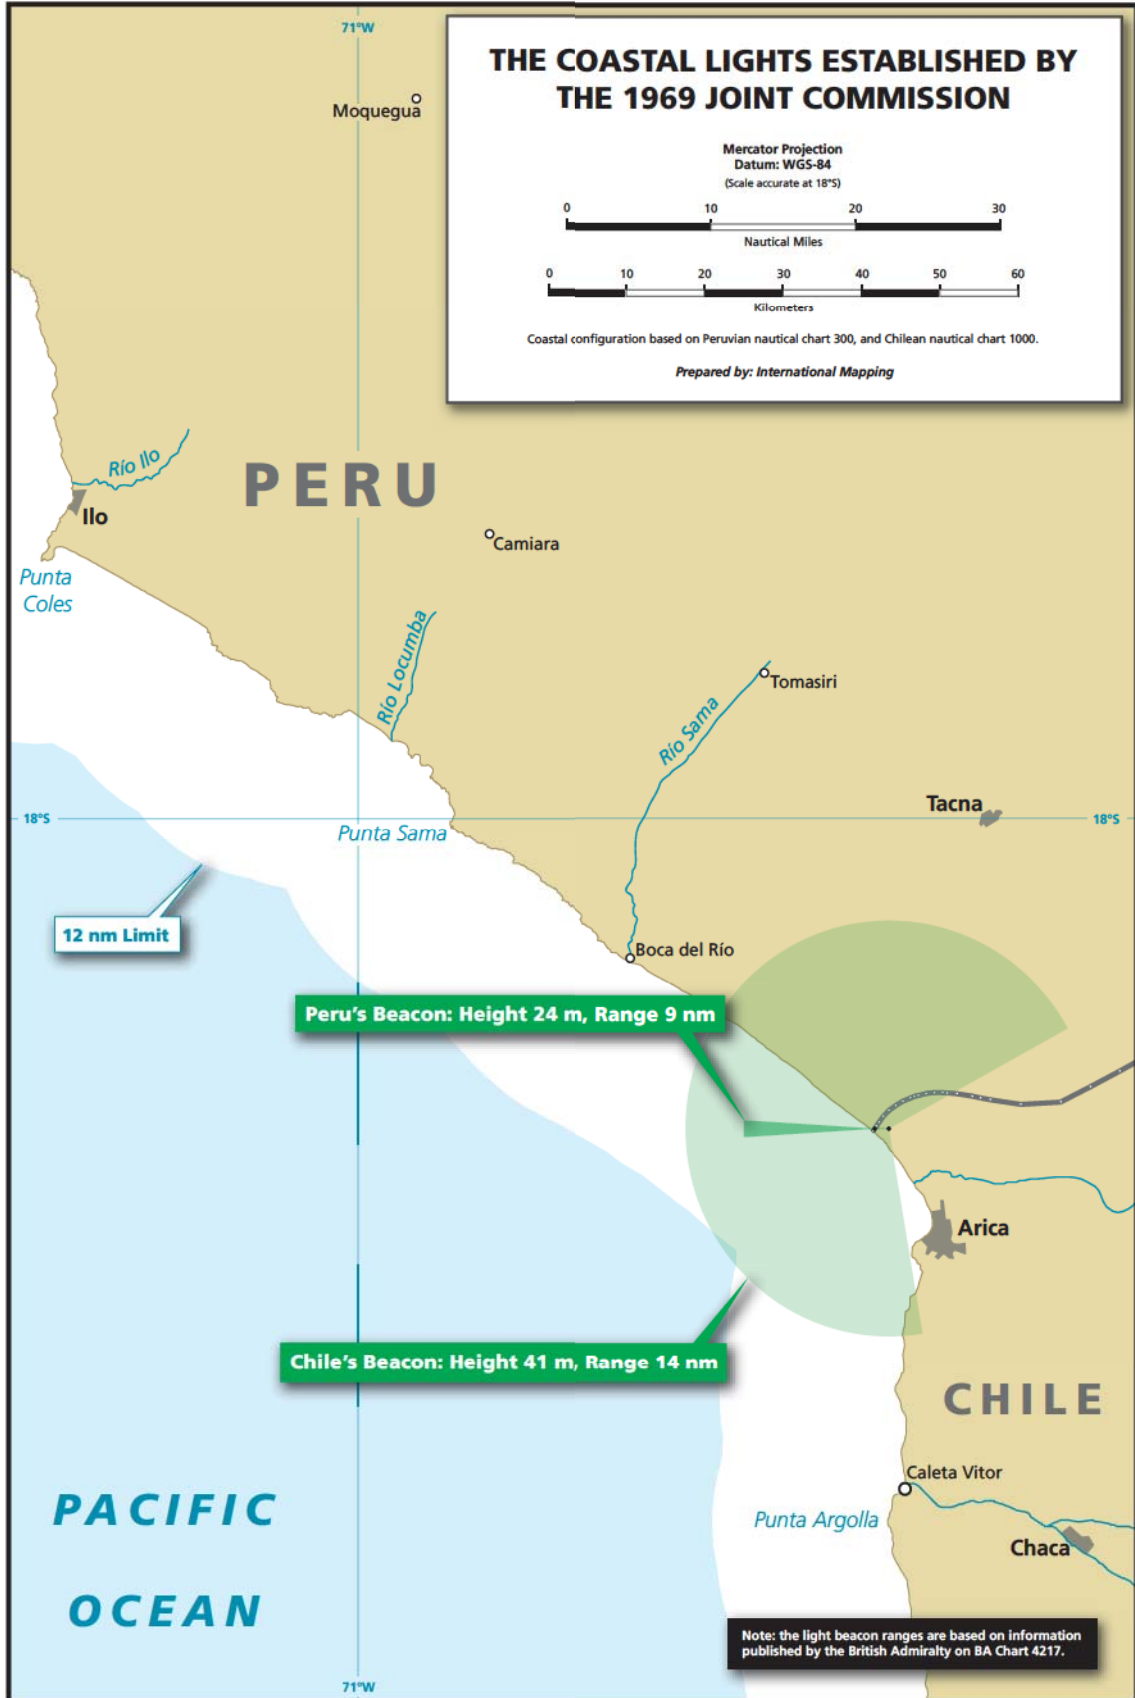 71°W
THE COASTAL LIGHTS ESTABLISHED BY
THE 1969 JOINT COMMISSION
Mercator Projection
Datum: WGS-84
(Scale accurate at 18°S)
0 10 20 30
Nautical Miles
0 10 20 30 40 50 60
Kilometers
Coastal configuration based on Peruvian nautical chart 300, and Chilean nautical chart 1000.
Prepared by: International Mapping
Moquegua
Río Ilo
PERU
Ilo
Camiara
Punta
Coles
Río Locumba
Tomasiri
Río Sama
Tacna
18°S
18°S
Punta Sama
12 nm Limit
Boca del Río
Peru's Beacon: Height 24 m, Range 9 nm
Arica
Chile's Beacon: Height 41 m, Range 14 nm
CHILE
Caleta Vitor
PACIFIC
OCEAN
Punta Argolla
Chaca
Note: the light beacon ranges are based on information
published by the British Admiralty on BA Chart 4217.
71°W